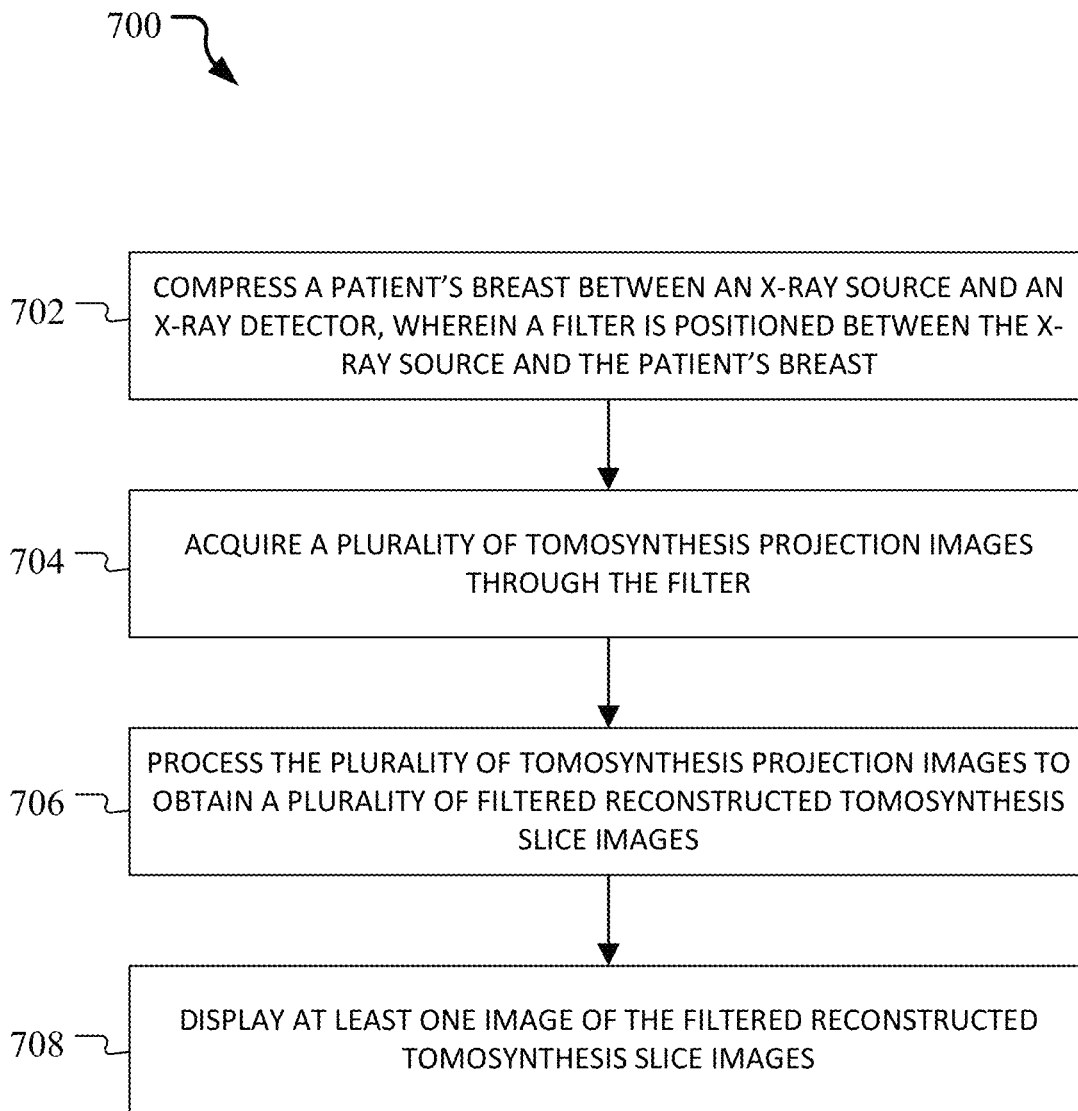 700
702
COMPRESS A PATIENT'S BREAST BETWEEN AN X-RAY SOURCE AND AN
X-RAY DETECTOR, WHEREIN A FILTER IS POSITIONED BETWEEN THE X-
RAY SOURCE AND THE PATIENT'S BREAST
704
ACQUIRE A PLURALITY OF TOMOSYNTHESIS PROJECTION IMAGES
THROUGH THE FILTER
706
PROCESS THE PLURALITY OF TOMOSYNTHESIS PROJECTION IMAGES TO
OBTAIN A PLURALITY OF FILTERED RECONSTRUCTED TOMOSYNTHESIS
SLICE IMAGES
708
DISPLAY AT LEAST ONE IMAGE OF THE FILTERED RECONSTRUCTED
TOMOSYNTHESIS SLICE IMAGES